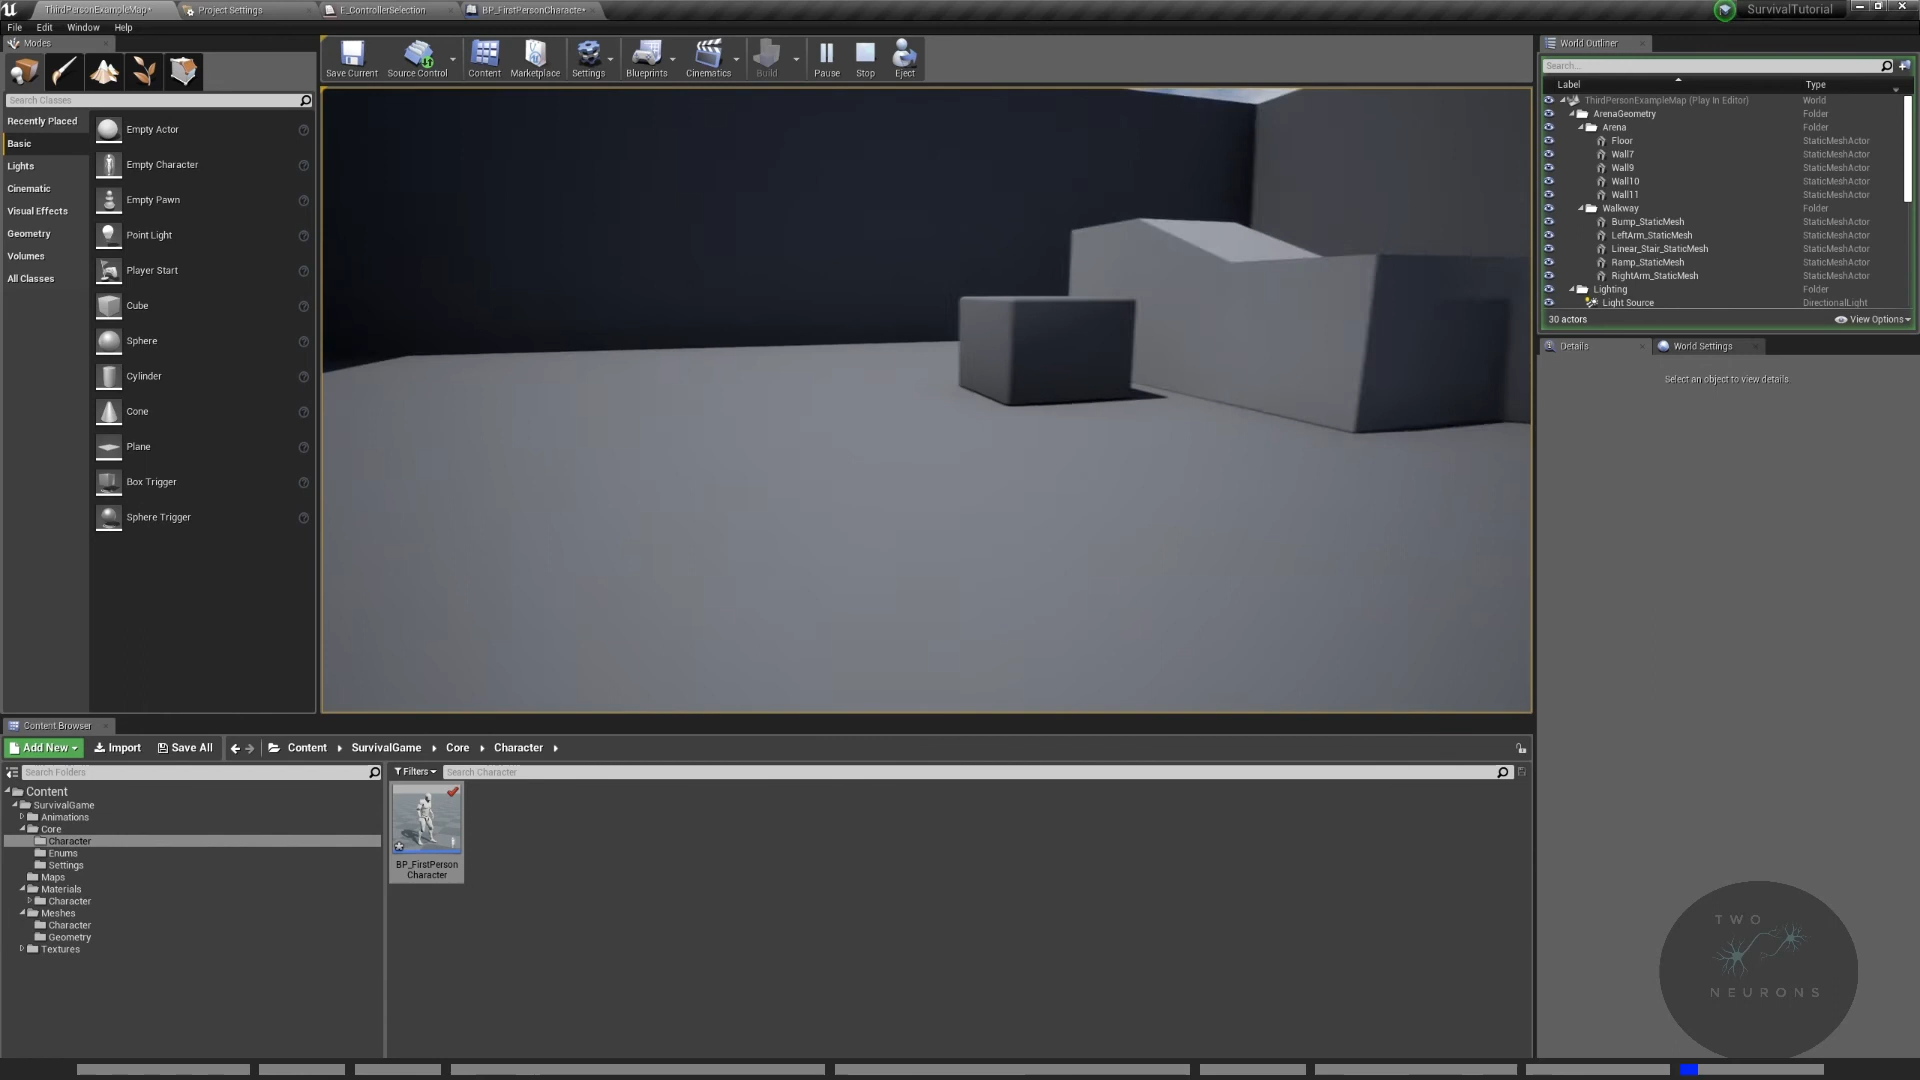 ThirdPersonExampleMap*
Project Settings
E_ControllerSelection
BP_FirstPersonCharacte*
SurvivalTutorial
File Edit Window Help
Modes
Search Classes
Recently Placed
Basic
Lights
Cinematic
Visual Effects
Geometry
Volumes
All Classes
Empty Actor
Empty Character
Empty Pawn
Point Light
Player Start
Cube
Sphere
Cylinder
Cone
Plane
Box Trigger
Sphere Trigger
Save Current Source Control Content Marketplace Settings Blueprints Cinematics Build Pause Stop Eject
World Outliner
Search...
Label Type
ThirdPersonExampleMap (Play In Editor) World
ArenaGeometry Folder
Arena Folder
Floor StaticMeshActor
Wall7 StaticMeshActor
Wall9 StaticMeshActor
Wall10 StaticMeshActor
Wall11 StaticMeshActor
Walkway Folder
Bump_StaticMesh StaticMeshActor
LeftArm_StaticMesh StaticMeshActor
Linear_Stair_StaticMesh StaticMeshActor
Ramp_StaticMesh StaticMeshActor
RightArm_StaticMesh StaticMeshActor
Lighting Folder
Light Source DirectionalLight
30 actors View Options
Details World Settings
Select an object to view details.
Content Browser
Add New Import Save All Content SurvivalGame Core Character
Search Folders
Filters Search Character
Content
SurvivalGame
Animations
Core
Character
Enums
Settings
Maps
Materials
Character
Meshes
Character
Geometry
Textures
BP_FirstPerson
Character
TWO
NEURONS